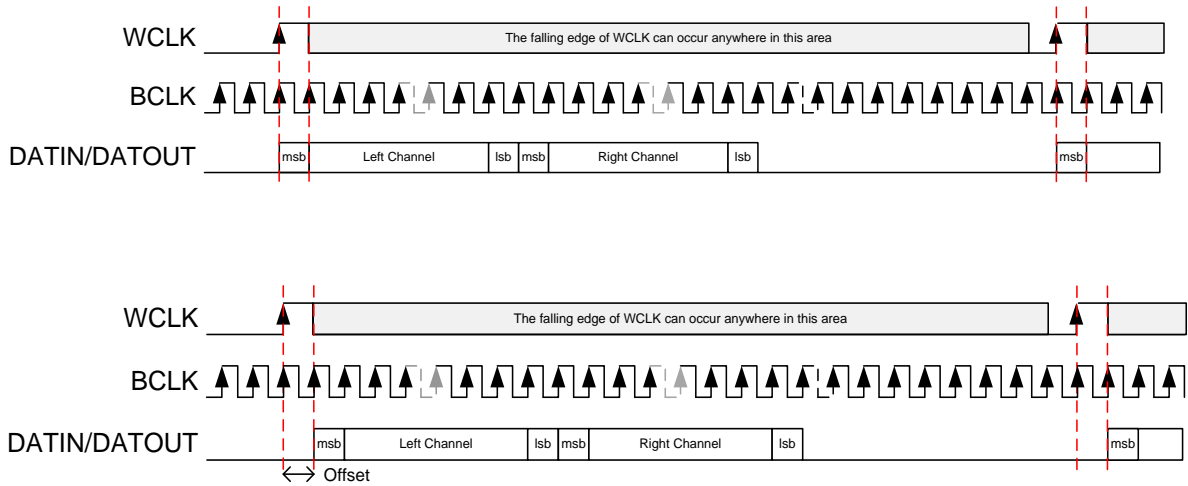 WCLK
The falling edge of WCLK can occur anywhere in this area
BCLK
DATIN/DATOUT
msb
Left Channel
lsb
msb
Right Channel
lsb
msb
WCLK
The falling edge of WCLK can occur anywhere in this area
BCLK
DATIN/DATOUT
msb
Left Channel
lsb
msb
Right Channel
lsb
msb
Offset